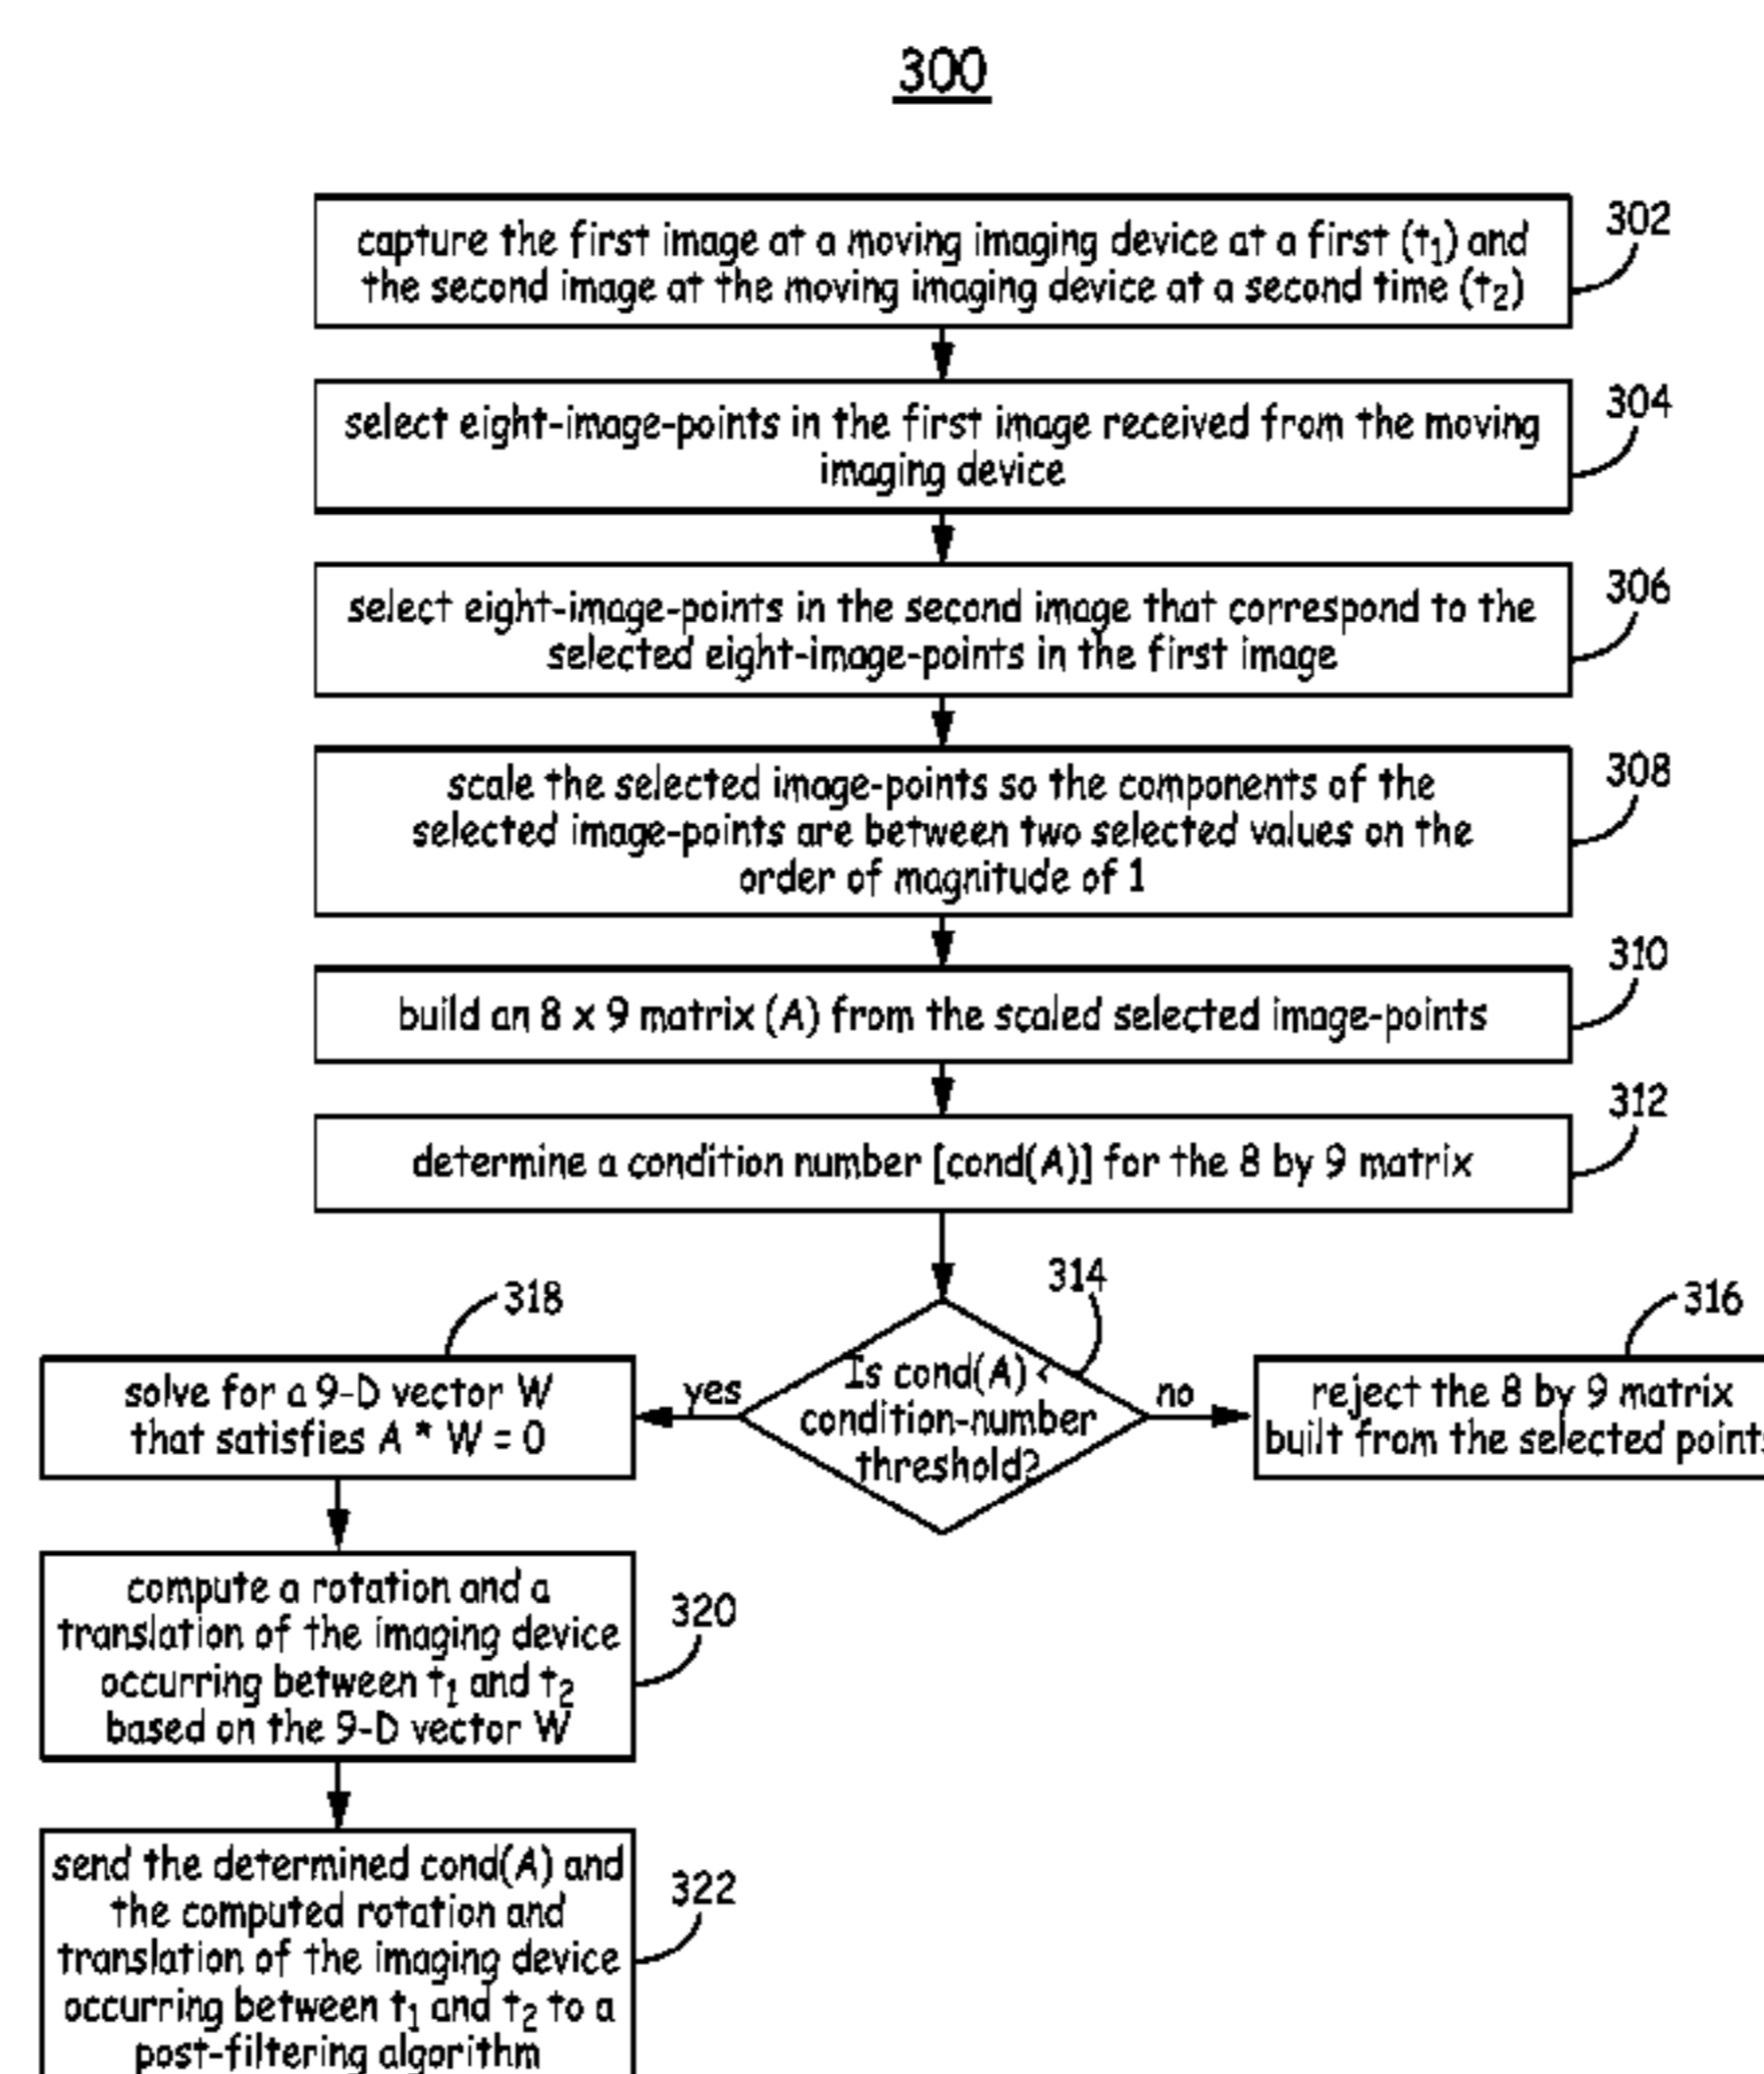 300
capture the first image at a moving imaging device at a first (t₁) and
the second image at the moving imaging device at a second time (t₂)
302
select eight-image-points in the first image received from the moving
imaging device
304
select eight-image-points in the second image that correspond to the
selected eight-image-points in the first image
306
scale the selected image-points so the components of the
selected image-points are between two selected values on the
order of magnitude of 1
308
build an 8 x 9 matrix (A) from the scaled selected image-points
310
determine a condition number [cond(A)] for the 8 by 9 matrix
312
314
Is cond(A) <
condition-number
threshold?
yes
no
316
reject the 8 by 9 matrix
built from the selected points
318
solve for a 9-D vector W
that satisfies A * W = 0
compute a rotation and a
translation of the imaging device
occurring between t₁ and t₂
based on the 9-D vector W
320
send the determined cond(A) and
the computed rotation and
translation of the imaging device
occurring between t₁ and t₂ to a
post-filtering algorithm
322